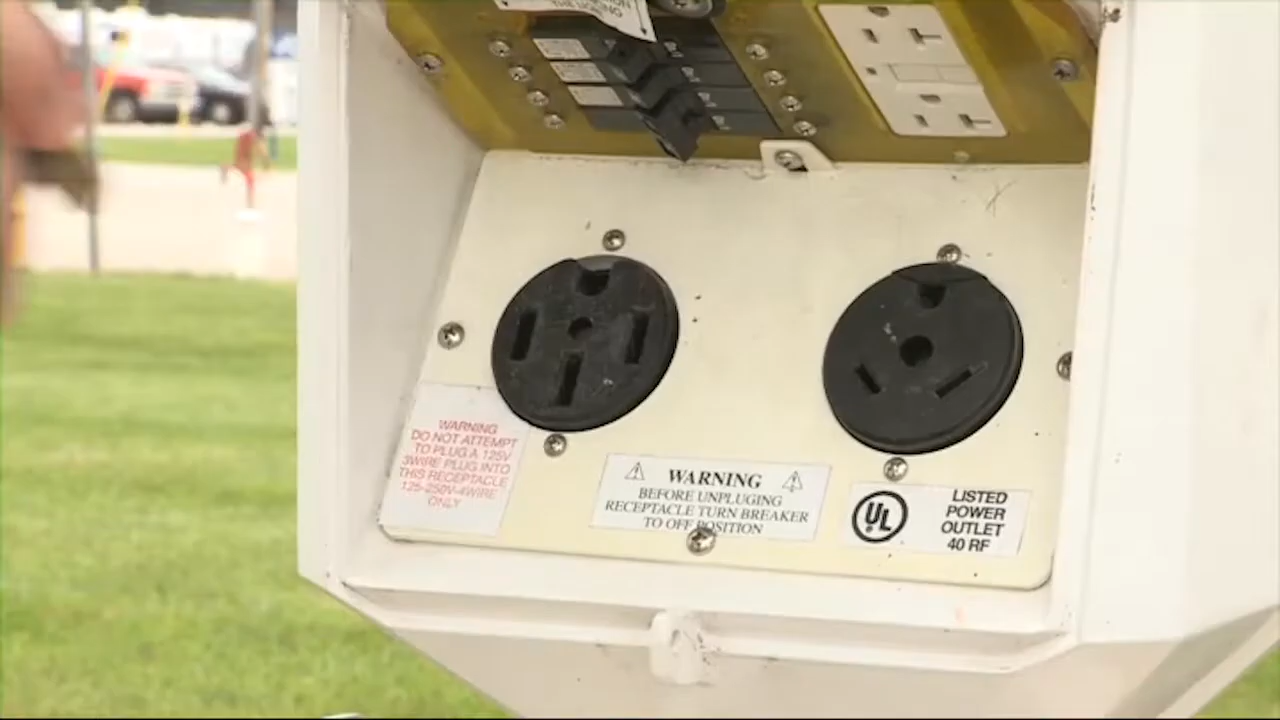 WARNING
DO NOT ATTEMPT
TO PLUG A 125V
3WIRE PLUG INTO
THIS RECEPTACLE
125-250V-4WIRE
ONLY
WARNING
BEFORE UNPLUGING
RECEPTACLE TURN BREAKER
TO OFF POSITION
UL
LISTED
POWER
OUTLET
40 RF